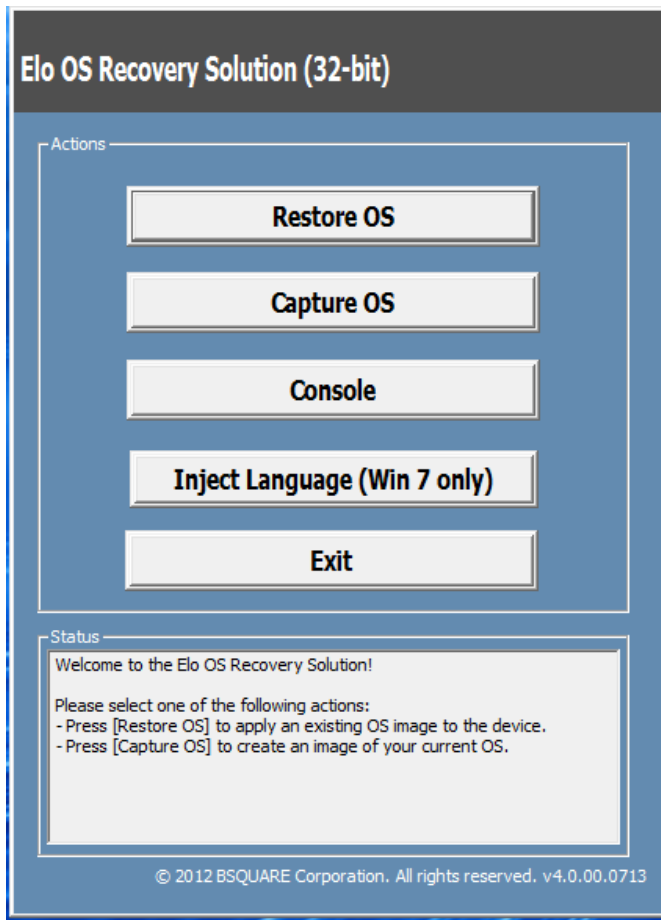 Elo OS Recovery Solution (32-bit)
Actions
Restore OS
Capture OS
Console
Inject Language (Win 7 only)
Exit
Status
Welcome to the Elo OS Recovery Solution!
Please select one of the following actions:
- Press [Restore OS] to apply an existing OS image to the device.
- Press [Capture OS] to create an image of your current OS.
© 2012 BSQUARE Corporation. All rights reserved. v4.0.00.0713